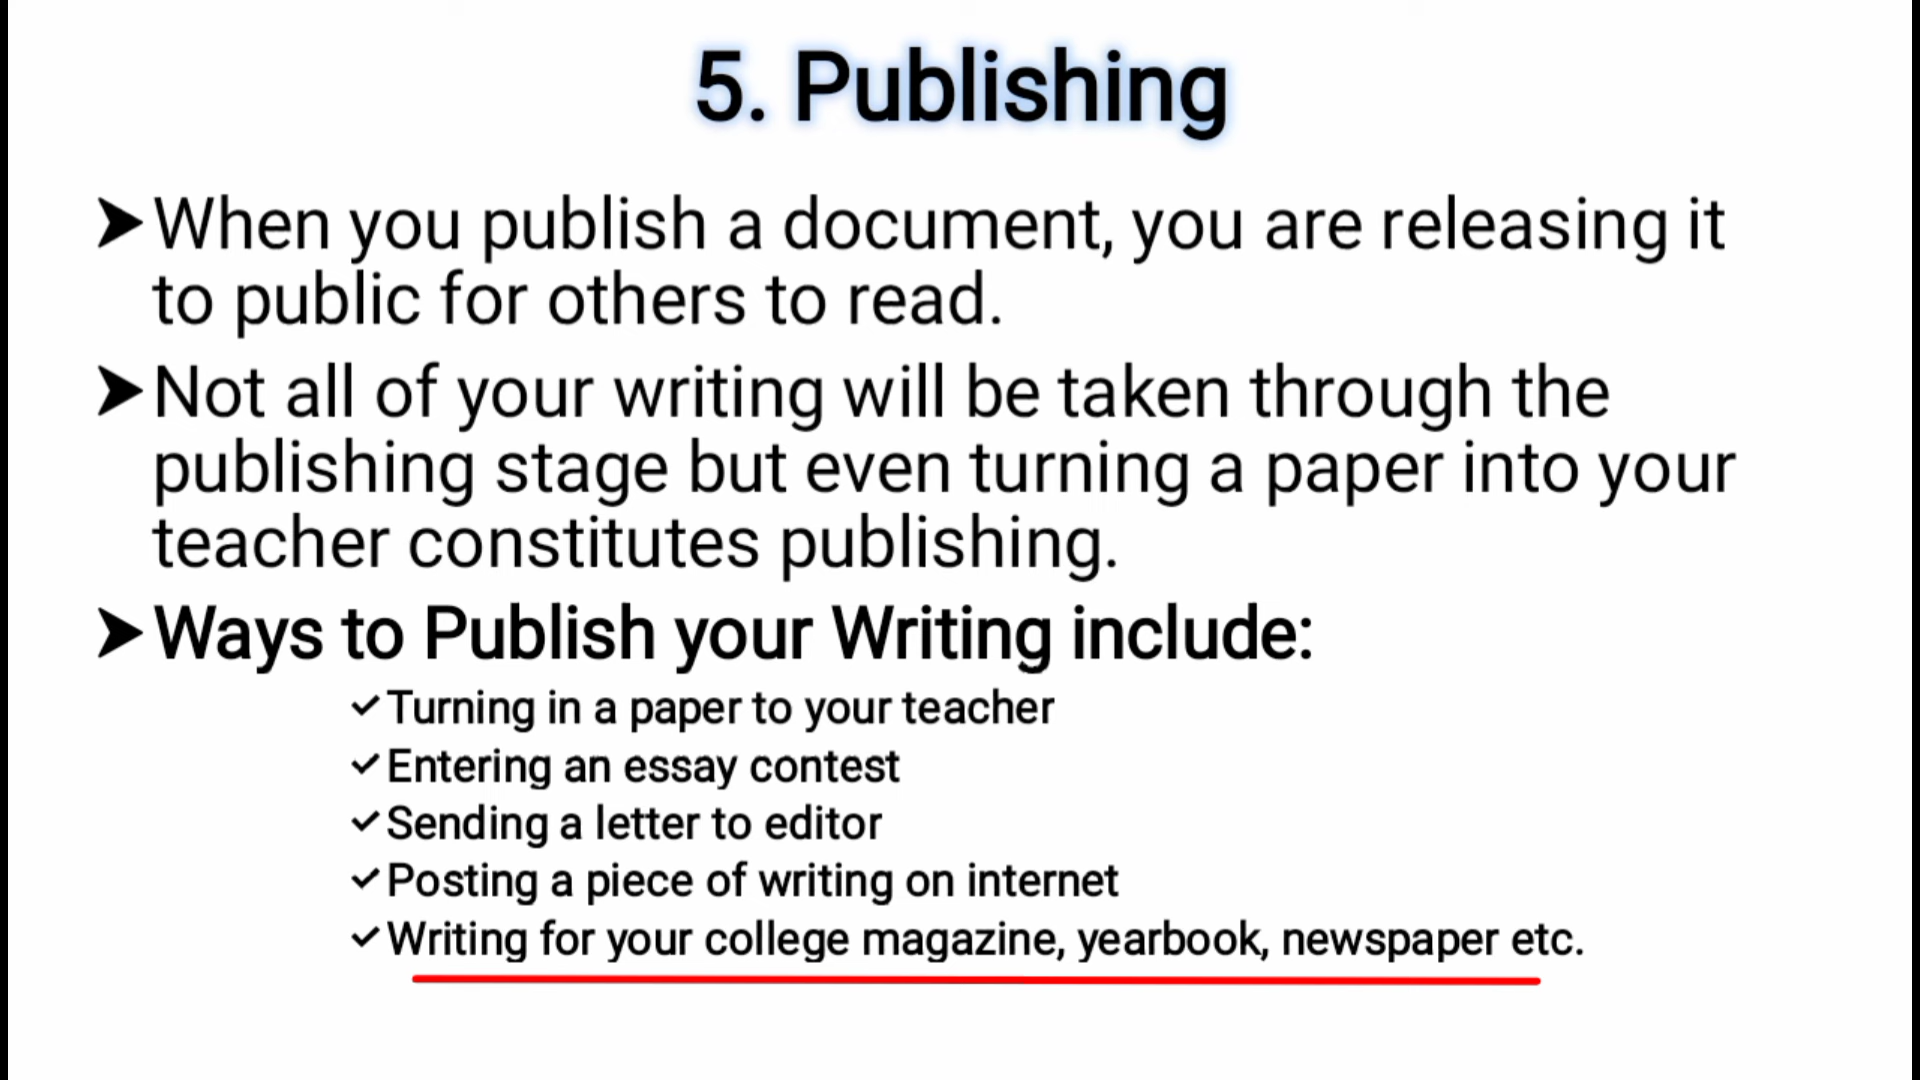 5. Publishing
➤When you publish a document, you are releasing it
to public for others to read.
➤Not all of your writing will be taken through the
publishing stage but even turning a paper into your
teacher constitutes publishing.
➤Ways to Publish your Writing include:
✓Turning in a paper to your teacher
✓Entering an essay contest
✓Sending a letter to editor
✓Posting a piece of writing on internet
✓Writing for your college magazine, yearbook, newspaper etc.